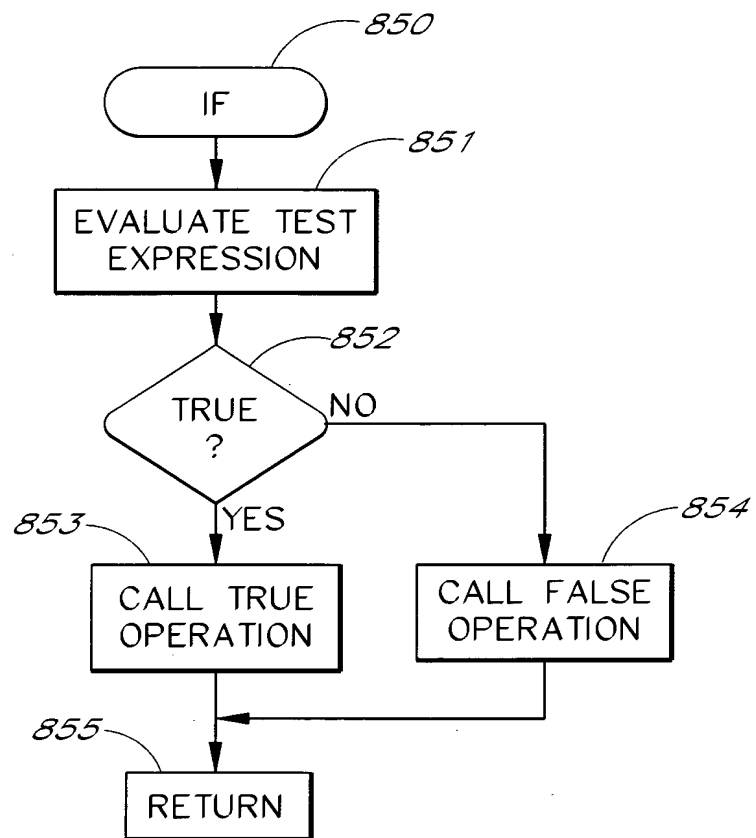 850
IF
851
EVALUATE TEST
EXPRESSION
852
TRUE
?
NO
YES
853
CALL TRUE
OPERATION
854
CALL FALSE
OPERATION
855
RETURN